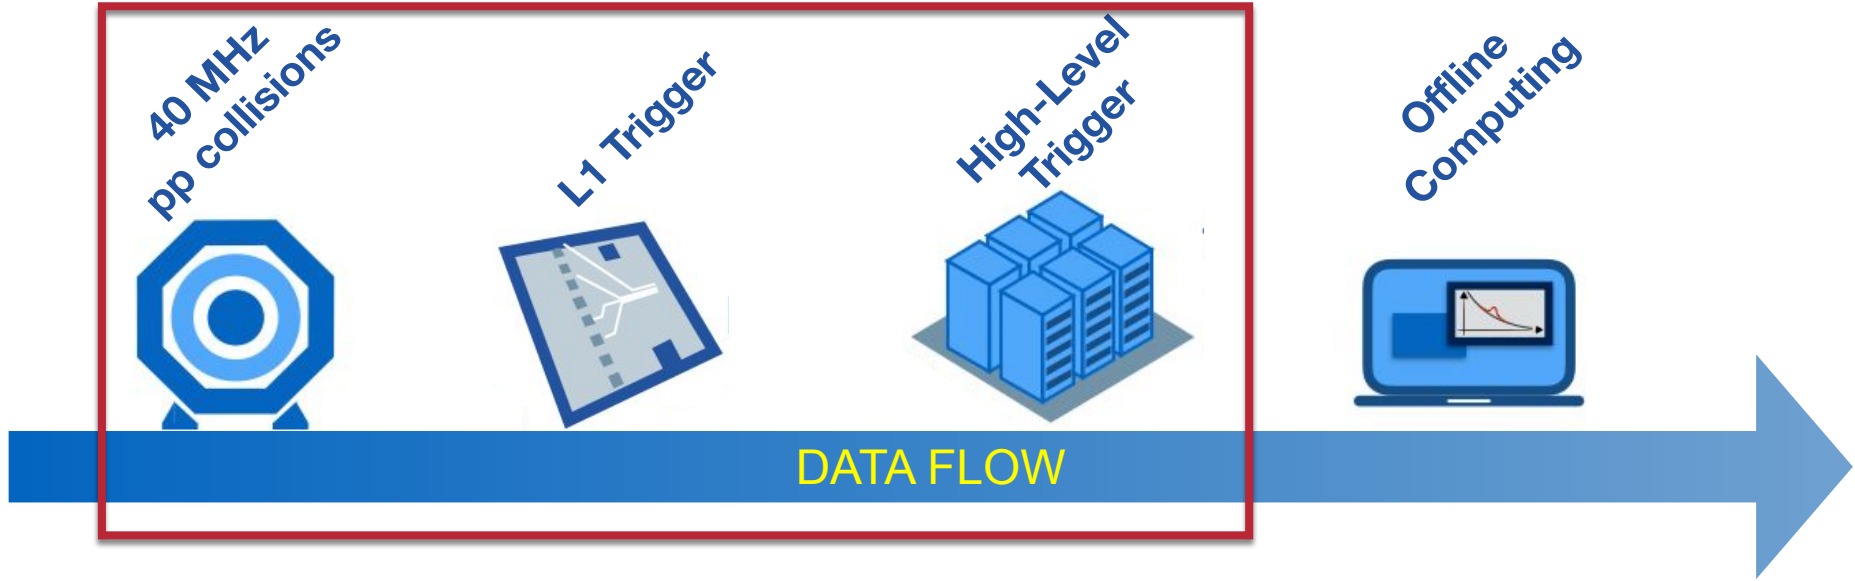 40 MHz
pp collisions
L1 Trigger
High-Level
Trigger
Offline
Computing
DATA FLOW